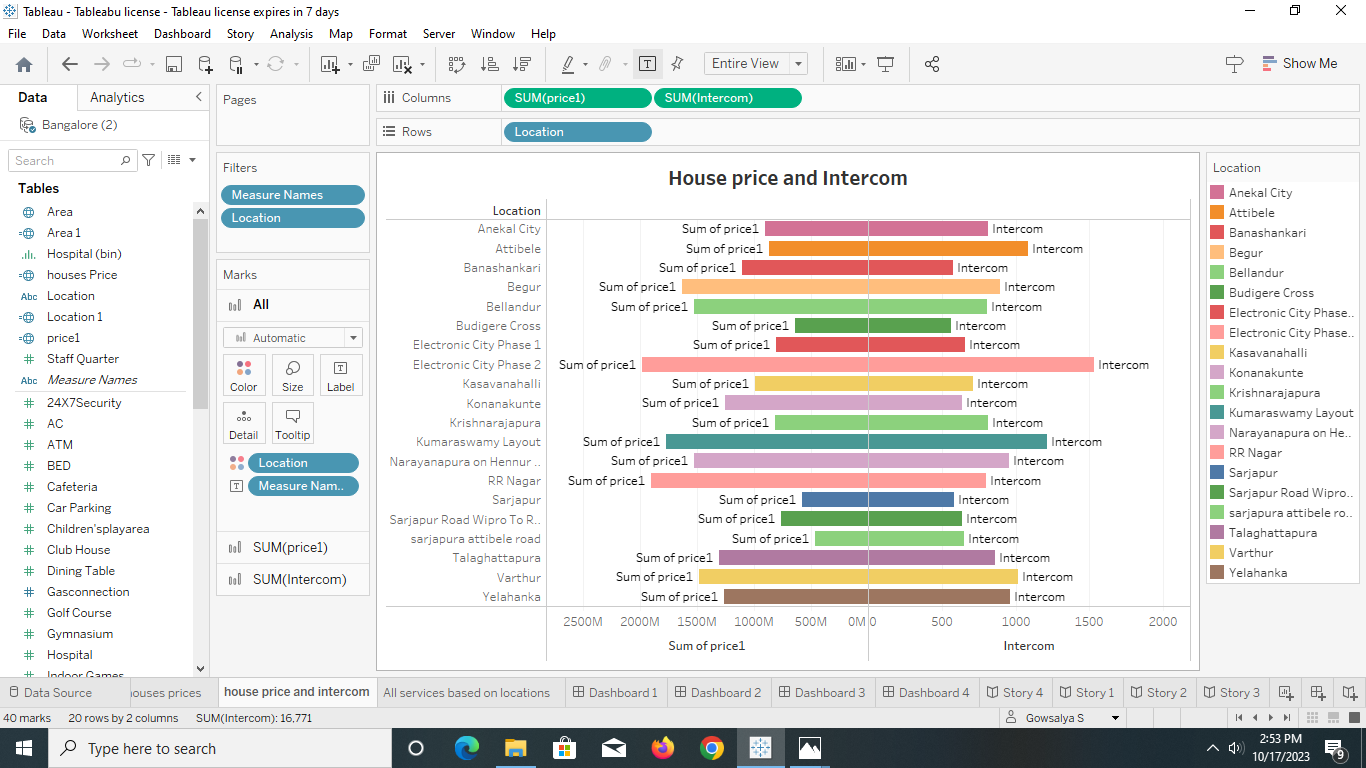 Tableau - Tableabu license - Tableau license expires in 7 days
File Data Worksheet Dashboard Story Analysis Map Format Server Window Help
Entire View
Show Me
Data Analytics
Bangalore (2)
Search
Tables
Area
Area 1
Hospital (bin)
houses Price
Abc Location
Location 1
price1
Staff Quarter
Abc Measure Names
24X7Security
AC
ATM
BED
Cafeteria
Car Parking
Children'splayarea
Club House
Dining Table
Gasconnection
Golf Course
Gymnasium
Hospital
Indoor Games
Pages
Filters
Measure Names
Location
Marks
All
Automatic
Color Size Label
Detail Tooltip
Location
Measure Nam..
SUM(price1)
SUM(Intercom)
Columns SUM(price1) SUM(Intercom)
Rows Location
House price and Intercom
Location
Anekal City Sum of price1 Intercom
Attibele Sum of price1 Intercom
Banashankari Sum of price1 Intercom
Begur Sum of price1 Intercom
Bellandur Sum of price1 Intercom
Budigere Cross Sum of price1 Intercom
Electronic City Phase 1 Sum of price1 Intercom
Electronic City Phase 2 Sum of price1 Intercom
Kasavanahalli Sum of price1 Intercom
Konanakunte Sum of price1 Intercom
Krishnarajapura Sum of price1 Intercom
Kumaraswamy Layout Sum of price1 Intercom
Narayanapura on Hennur .. Sum of price1 Intercom
RR Nagar Sum of price1 Intercom
Sarjapur Sum of price1 Intercom
Sarjapur Road Wipro To R.. Sum of price1 Intercom
sarjapura attibele road Sum of price1 Intercom
Talaghattapura Sum of price1 Intercom
Varthur Sum of price1 Intercom
Yelahanka Sum of price1 Intercom
2500M 2000M 1500M 1000M 500M 0M 0 500 1000 1500 2000
Sum of price1 Intercom
Location
Anekal City
Attibele
Banashankari
Begur
Bellandur
Budigere Cross
Electronic City Phase..
Electronic City Phase..
Kasavanahalli
Konanakunte
Krishnarajapura
Kumaraswamy Layout
Narayanapura on He..
RR Nagar
Sarjapur
Sarjapur Road Wipro..
sarjapura attibele ro..
Talaghattapura
Varthur
Yelahanka
Data Source ouses prices house price and intercom All services based on locations Dashboard 1 Dashboard 2 Dashboard 3 Dashboard 4 Story 4 Story 1 Story 2 Story 3
40 marks 20 rows by 2 columns SUM(Intercom): 16,771 Gowsalya S
Type here to search
2:53 PM
10/17/2023
9